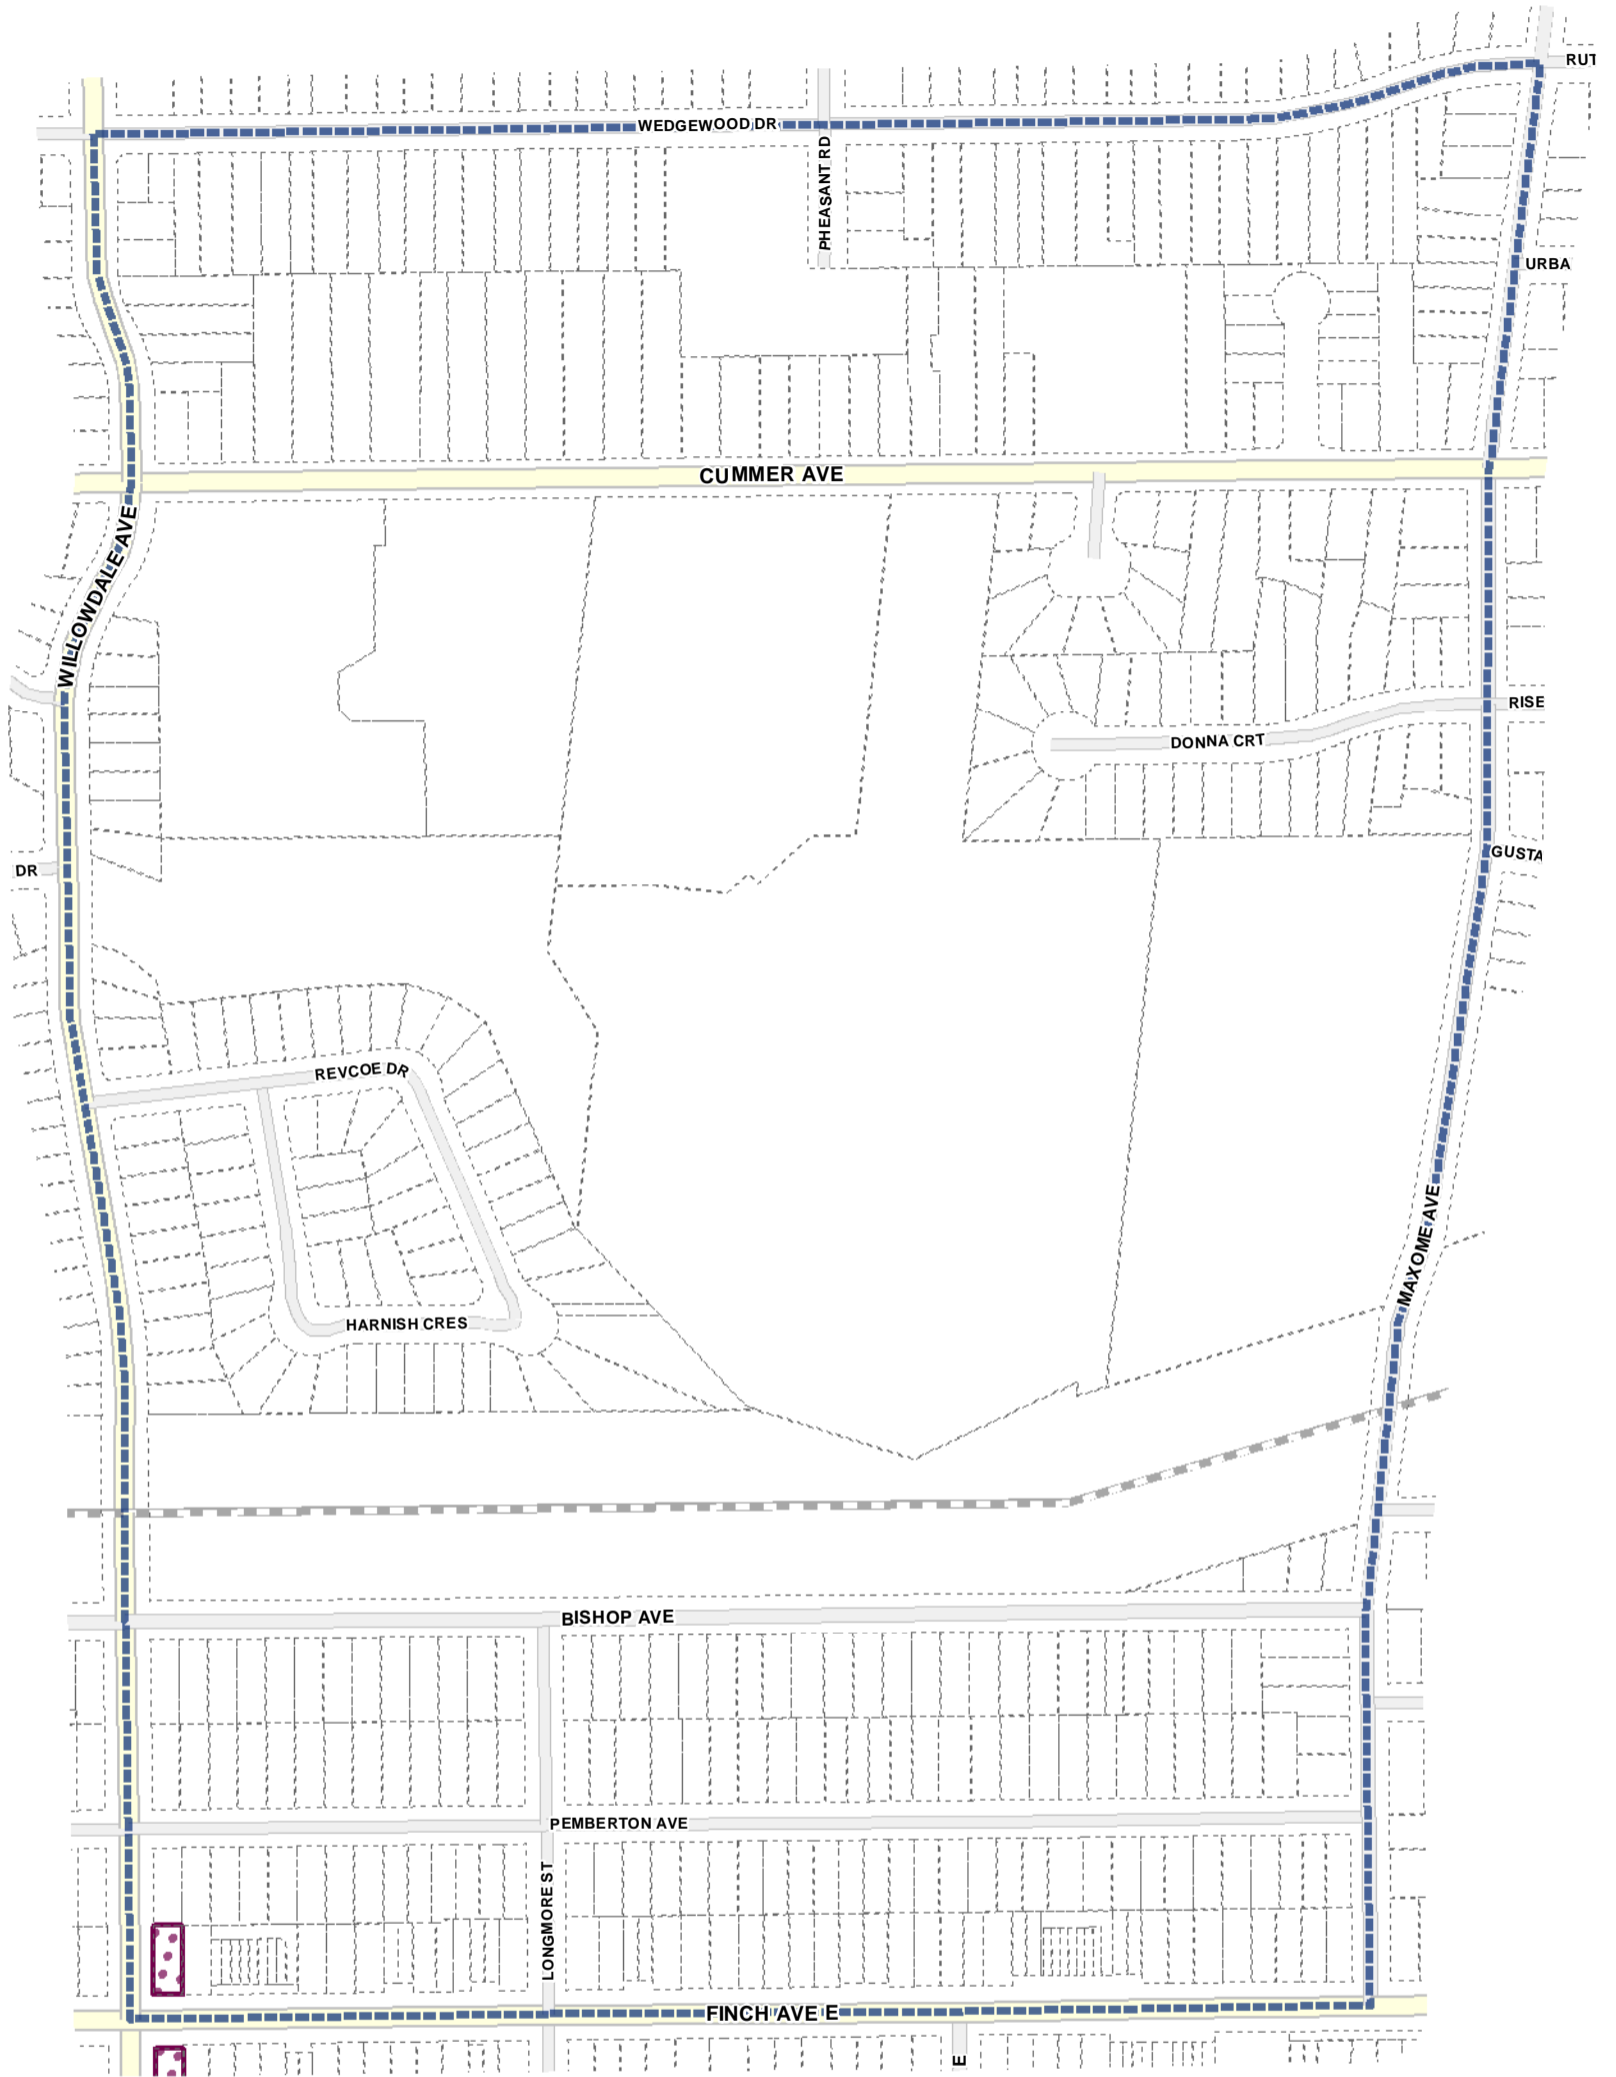 RUT
WEDGEWOOD DR
PHEASANT RD
URBA
CUMMER AVE
WILLOWDALE AVE
RISE
DONNA CRT
GUSTA
DR
REVCOE DR
MAXOME AVE
HARNISH CRES
BISHOP AVE
PEMBERTON AVE
LONGMORE ST
FINCH AVE E
E